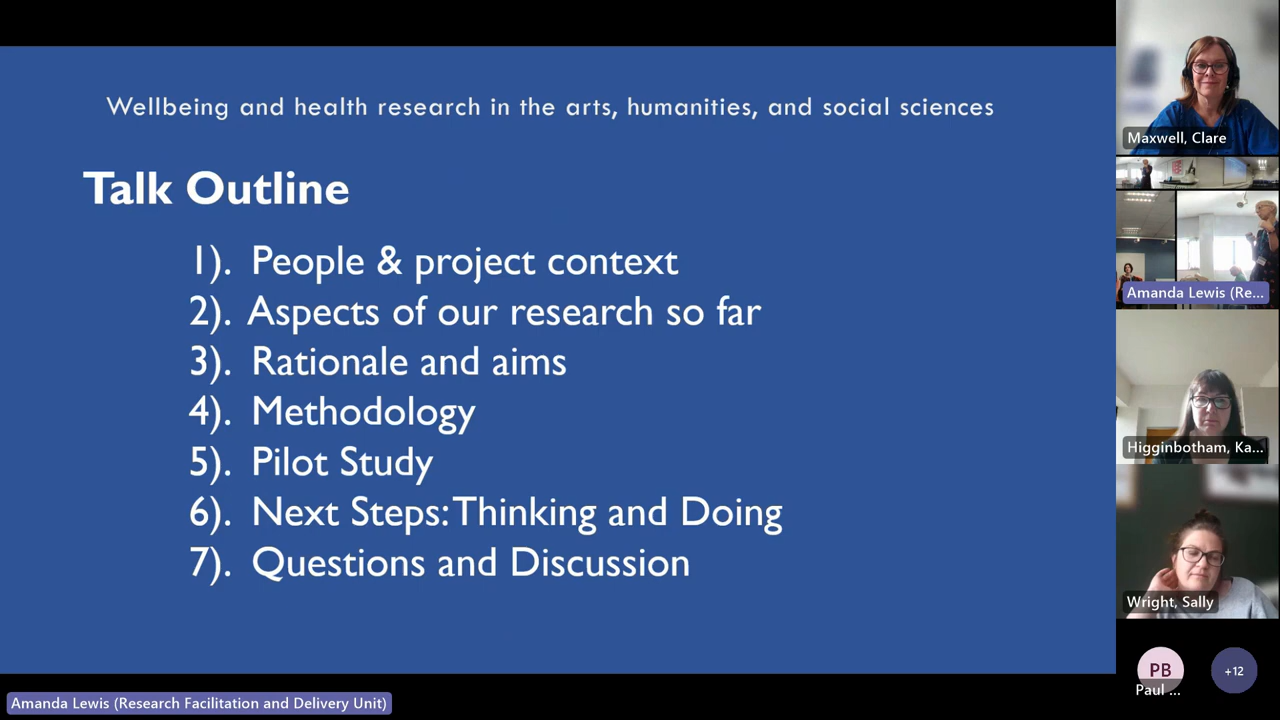 Wellbeing and health research in the arts, humanities, and social sciences
Talk Outline
1). People & project context
2). Aspects of our research so far
3). Rationale and aims
4). Methodology
5). Pilot Study
6). Next Steps: Thinking and Doing
7). Questions and Discussion
Maxwell, Clare
Amanda Lewis (Re...
Higginbotham, Ka...
Wright, Sally
PB
+12
Paul ...
Amanda Lewis (Research Facilitation and Delivery Unit)